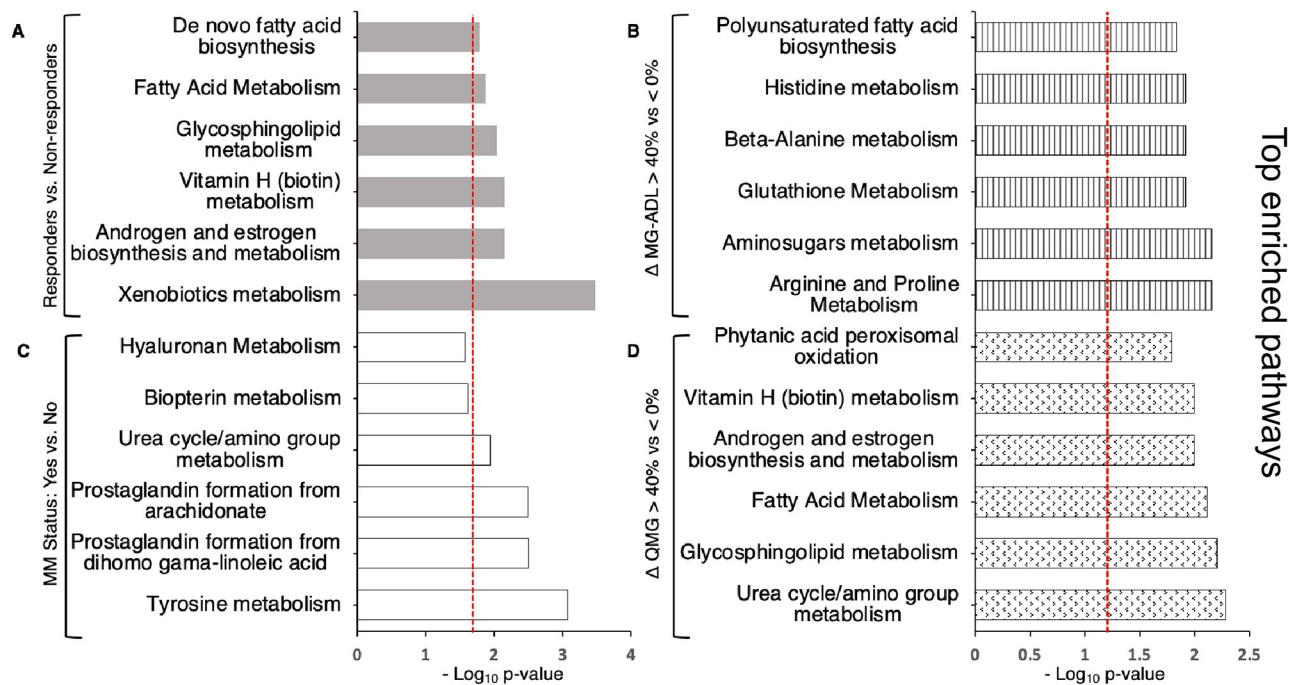 A
Responders vs. Non-responders
De novo fatty acid
biosynthesis
Fatty Acid Metabolism
Glycosphingolipid
metabolism
Vitamin H (biotin)
metabolism
Androgen and estrogen
biosynthesis and metabolism
Xenobiotics metabolism
C
MM Status: Yes vs. No
Hyaluronan Metabolism
Biopterin metabolism
Urea cycle/amino group
metabolism
Prostaglandin formation from
arachidonate
Prostaglandin formation from
dihomo gama-linoleic acid
Tyrosine metabolism
0 1 2 3 4
- Log10 p-value
B
Δ MG-ADL > 40% vs < 0%
Polyunsaturated fatty acid
biosynthesis
Histidine metabolism
Beta-Alanine metabolism
Glutathione Metabolism
Aminosugars metabolism
Arginine and Proline
Metabolism
D
Δ QMG > 40% vs < 0%
Phytanic acid peroxisomal
oxidation
Vitamin H (biotin) metabolism
Androgen and estrogen
biosynthesis and metabolism
Fatty Acid Metabolism
Glycosphingolipid metabolism
Urea cycle/amino group
metabolism
0 0.5 1 1.5 2 2.5
- Log10 p-value
Top enriched pathways